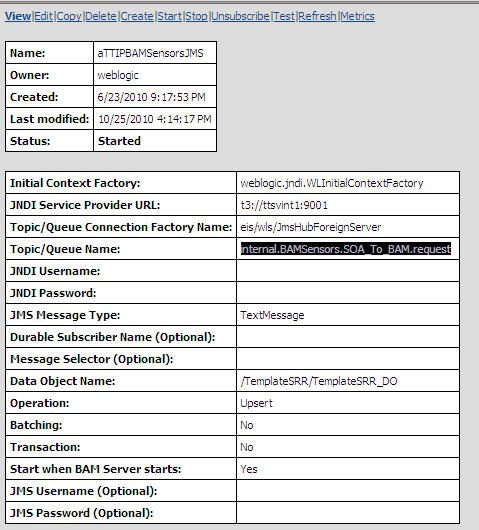 View|Edit|Copy|Delete|Create|Start|Stop|Unsubscribe|Test|Refresh|Metrics
Name: aTTIPBAMSensorsJMS
Owner: weblogic
Created: 6/23/2010 9:17:53 PM
Last modified: 10/25/2010 4:14:17 PM
Status: Started
Initial Context Factory: weblogic.jndi.WLInitialContextFactory
JNDI Service Provider URL: t3://ttsvint1:9001
Topic/Queue Connection Factory Name: eis/wls/JmsHubForeignServer
Topic/Queue Name: internal.BAMSensors.SOA_To_BAM.request
JNDI Username:
JNDI Password:
JMS Message Type: TextMessage
Durable Subscriber Name (Optional):
Message Selector (Optional):
Data Object Name: /TemplateSRR/TemplateSRR_DO
Operation: Upsert
Batching: No
Transaction: No
Start when BAM Server starts: Yes
JMS Username (Optional):
JMS Password (Optional):